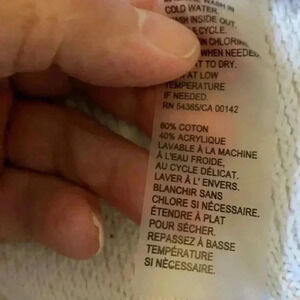 WASH IN
COLD WATER.
WASH INSIDE OUT.
CYCLE.
CHLORINE
WHEN NEEDED
TO DRY.
AT LOW
TEMPERATURE
IF NEEDED.
RN 54365/CA 00142
60% COTON
40% ACRYLIQUE
LAVABLE À LA MACHINE
À L'EAU FROIDE,
AU CYCLE DÉLICAT.
LAVER À L' ENVERS.
BLANCHIR SANS
CHLORE SI NÉCESSAIRE.
ÉTENDRE À PLAT
POUR SÉCHER.
REPASSEZ À BASSE
TEMPÉRATURE
SI NÉCESSAIRE.